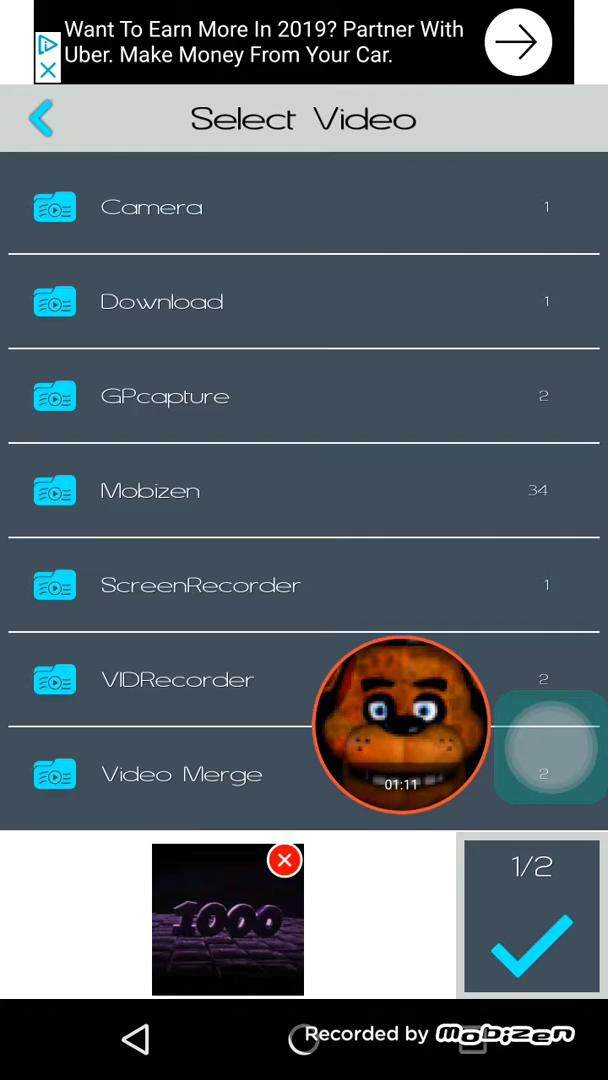 Want To Earn More In 2019? Partner With
Uber. Make Money From Your Car.
Select Video
Camera 1
Download 1
GPcapture 2
Mobizen 34
ScreenRecorder 1
VIDRecorder 2
Video Merge 2
01:11
1/2
1000
Recorded by mobizen